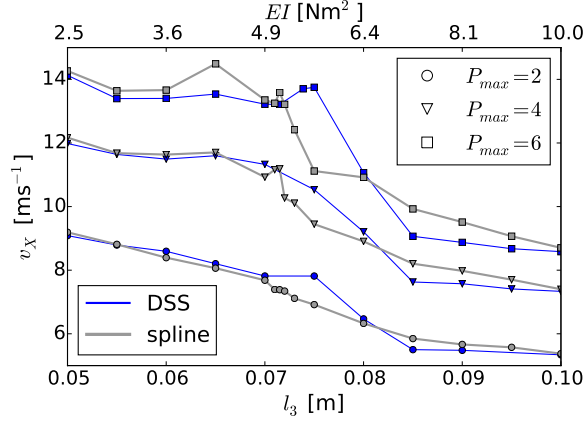 EI [Nm²]
2.5 3.6 4.9 6.4 8.1 10.0
14
12
10
8
6
v_X [ms⁻¹]
P_max=2
P_max=4
P_max=6
DSS
spline
0.05 0.06 0.07 0.08 0.09 0.10
l_3 [m]